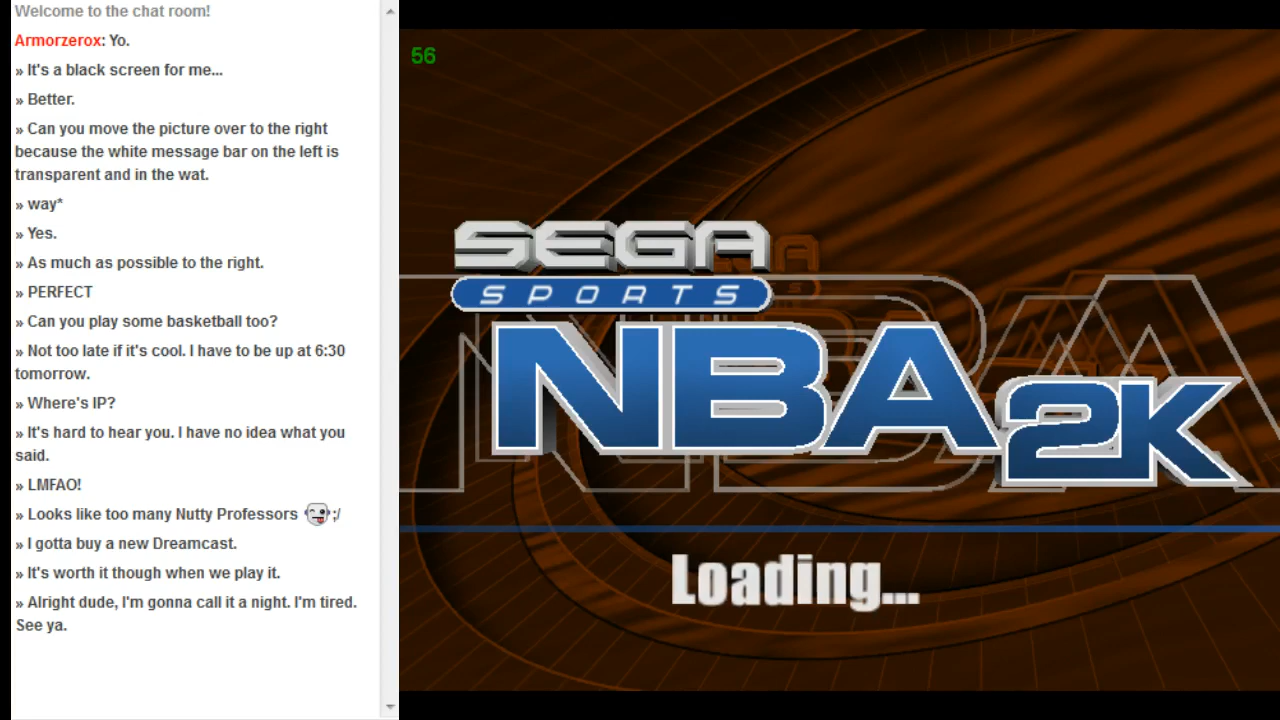 Welcome to the chat room!
Armorzerox: Yo.
» It's a black screen for me...
» Better.
» Can you move the picture over to the right
because the white message bar on the left is
transparent and in the wat.
» way*
» Yes.
» As much as possible to the right.
» PERFECT
» Can you play some basketball too?
» Not too late if it's cool. I have to be up at 6:30
tomorrow.
» Where's IP?
» It's hard to hear you. I have no idea what you
said.
» LMFAO!
» Looks like too many Nutty Professors ;/
» I gotta buy a new Dreamcast.
» It's worth it though when we play it.
» Alright dude, I'm gonna call it a night. I'm tired.
See ya.
56
SEGA
SPORTS
NBA 2K
Loading...